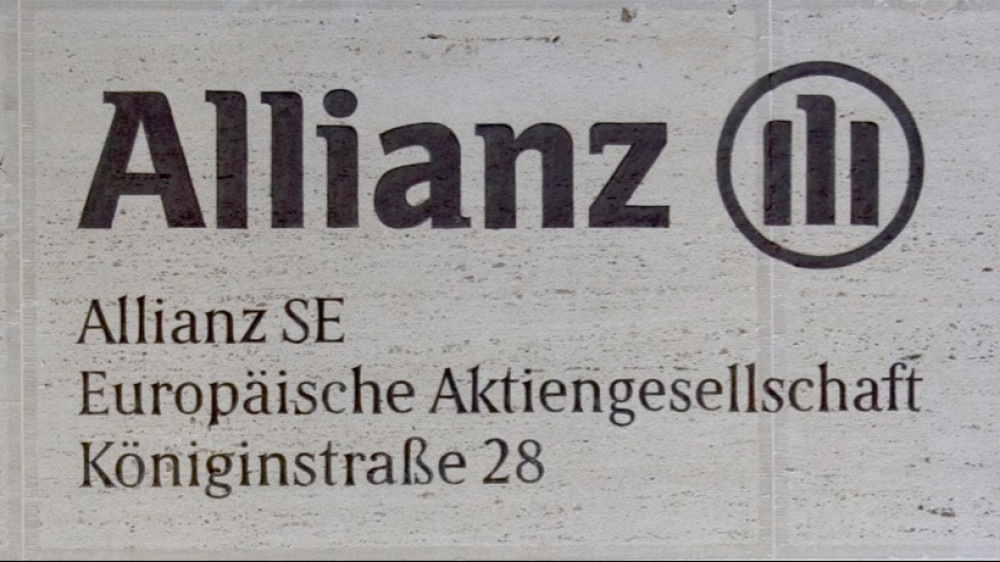 Allianz
Allianz SE
Europäische Aktiengesellschaft
Königinstraße 28